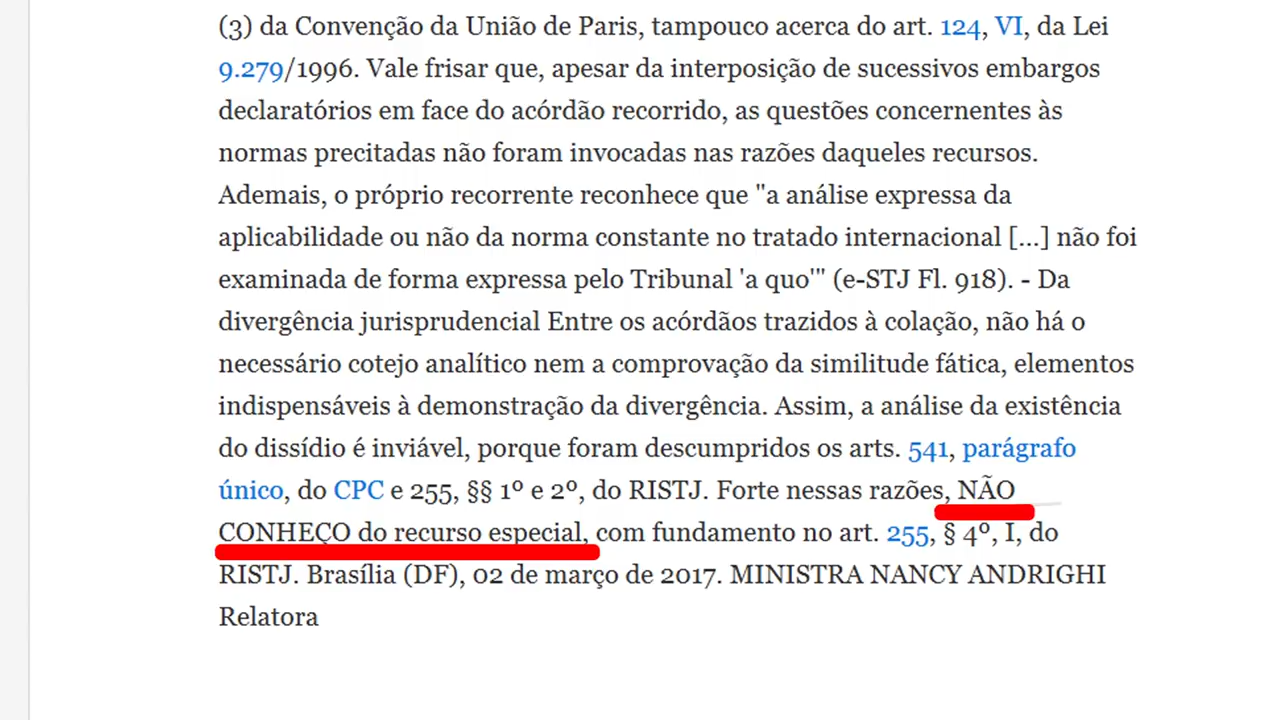 (3) da Convenção da União de Paris, tampouco acerca do art. 124, VI, da Lei
9.279/1996. Vale frisar que, apesar da interposição de sucessivos embargos
declaratórios em face do acórdão recorrido, as questões concernentes às
normas precitadas não foram invocadas nas razões daqueles recursos.
Ademais, o próprio recorrente reconhece que "a análise expressa da
aplicabilidade ou não da norma constante no tratado internacional [...] não foi
examinada de forma expressa pelo Tribunal 'a quo'" (e-STJ Fl. 918). - Da
divergência jurisprudencial Entre os acórdãos trazidos à colação, não há o
necessário cotejo analítico nem a comprovação da similitude fática, elementos
indispensáveis à demonstração da divergência. Assim, a análise da existência
do dissídio é inviável, porque foram descumpridos os arts. 541, parágrafo
único, do CPC e 255, §§ 1º e 2º, do RISTJ. Forte nessas razões, NÃO
CONHEÇO do recurso especial, com fundamento no art. 255, § 4º, I, do
RISTJ. Brasília (DF), 02 de março de 2017. MINISTRA NANCY ANDRIGHI
Relatora